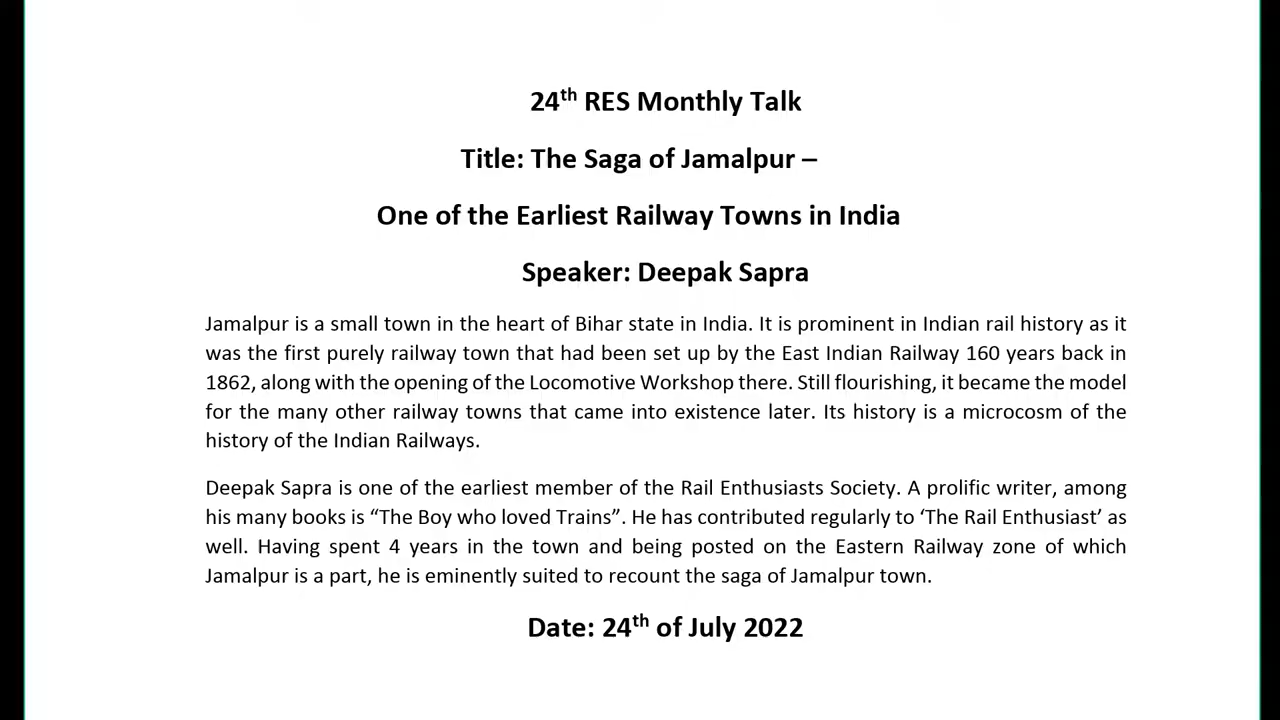 24th RES Monthly Talk
Title: The Saga of Jamalpur –
One of the Earliest Railway Towns in India
Speaker: Deepak Sapra
Jamalpur is a small town in the heart of Bihar state in India. It is prominent in Indian rail history as it
was the first purely railway town that had been set up by the East Indian Railway 160 years back in
1862, along with the opening of the Locomotive Workshop there. Still flourishing, it became the model
for the many other railway towns that came into existence later. Its history is a microcosm of the
history of the Indian Railways.
Deepak Sapra is one of the earliest member of the Rail Enthusiasts Society. A prolific writer, among
his many books is “The Boy who loved Trains”. He has contributed regularly to ‘The Rail Enthusiast’ as
well. Having spent 4 years in the town and being posted on the Eastern Railway zone of which
Jamalpur is a part, he is eminently suited to recount the saga of Jamalpur town.
Date: 24th of July 2022